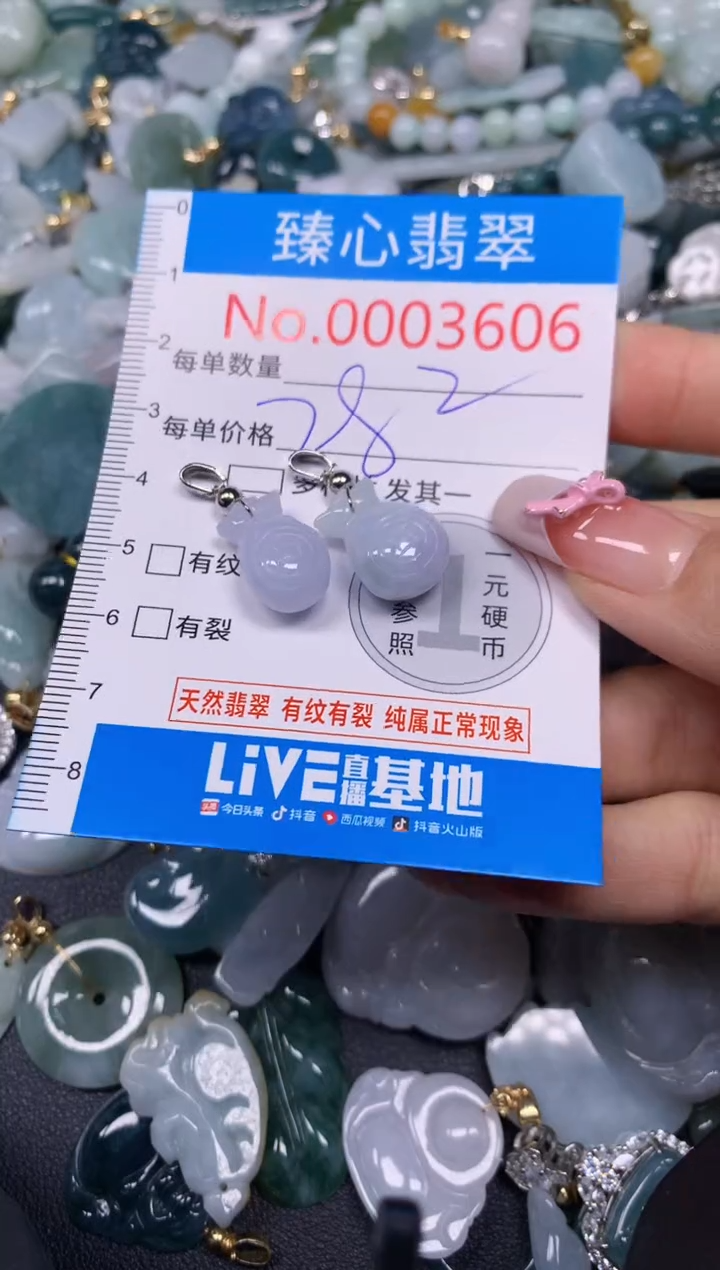 0
臻心翡翠
1
No.0003606
2
每单数量 2
3
每单价格 78
4
发其一
5
有纹
6
有裂
1
一元硬币
参照
7
天然翡翠 有纹有裂 纯属正常现象
8
LiVE直播基地
今日头条 抖音 西瓜视频 抖音火山版